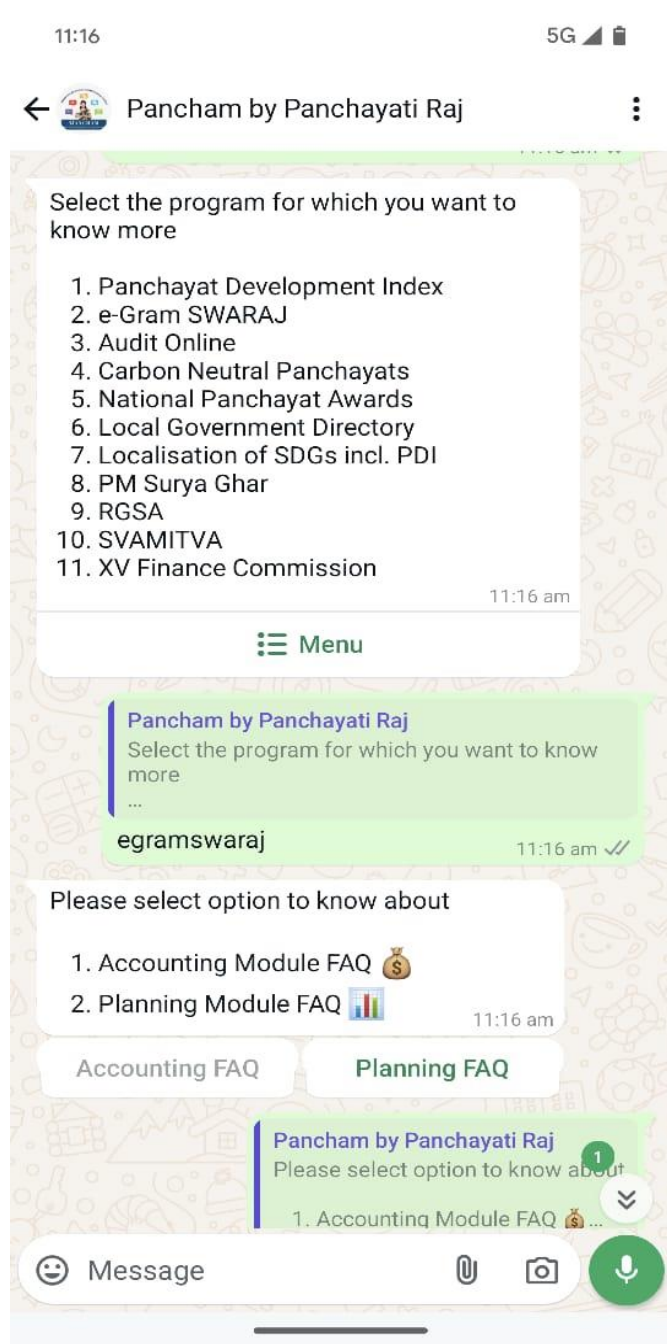 11:16
5G
Pancham by Panchayati Raj
Select the program for which you want to
know more
1. Panchayat Development Index
2. e-Gram SWARAJ
3. Audit Online
4. Carbon Neutral Panchayats
5. National Panchayat Awards
6. Local Government Directory
7. Localisation of SDGs incl. PDI
8. PM Surya Ghar
9. RGSA
10. SVAMITVA
11. XV Finance Commission
11:16 am
Menu
Pancham by Panchayati Raj
Select the program for which you want to know
more
...
egramswaraj
11:16 am
Please select option to know about
1. Accounting Module FAQ 💰
2. Planning Module FAQ 📊
11:16 am
Accounting FAQ
Planning FAQ
Pancham by Panchayati Raj
1
Please select option to know about
1. Accounting Module FAQ 💰...
Message